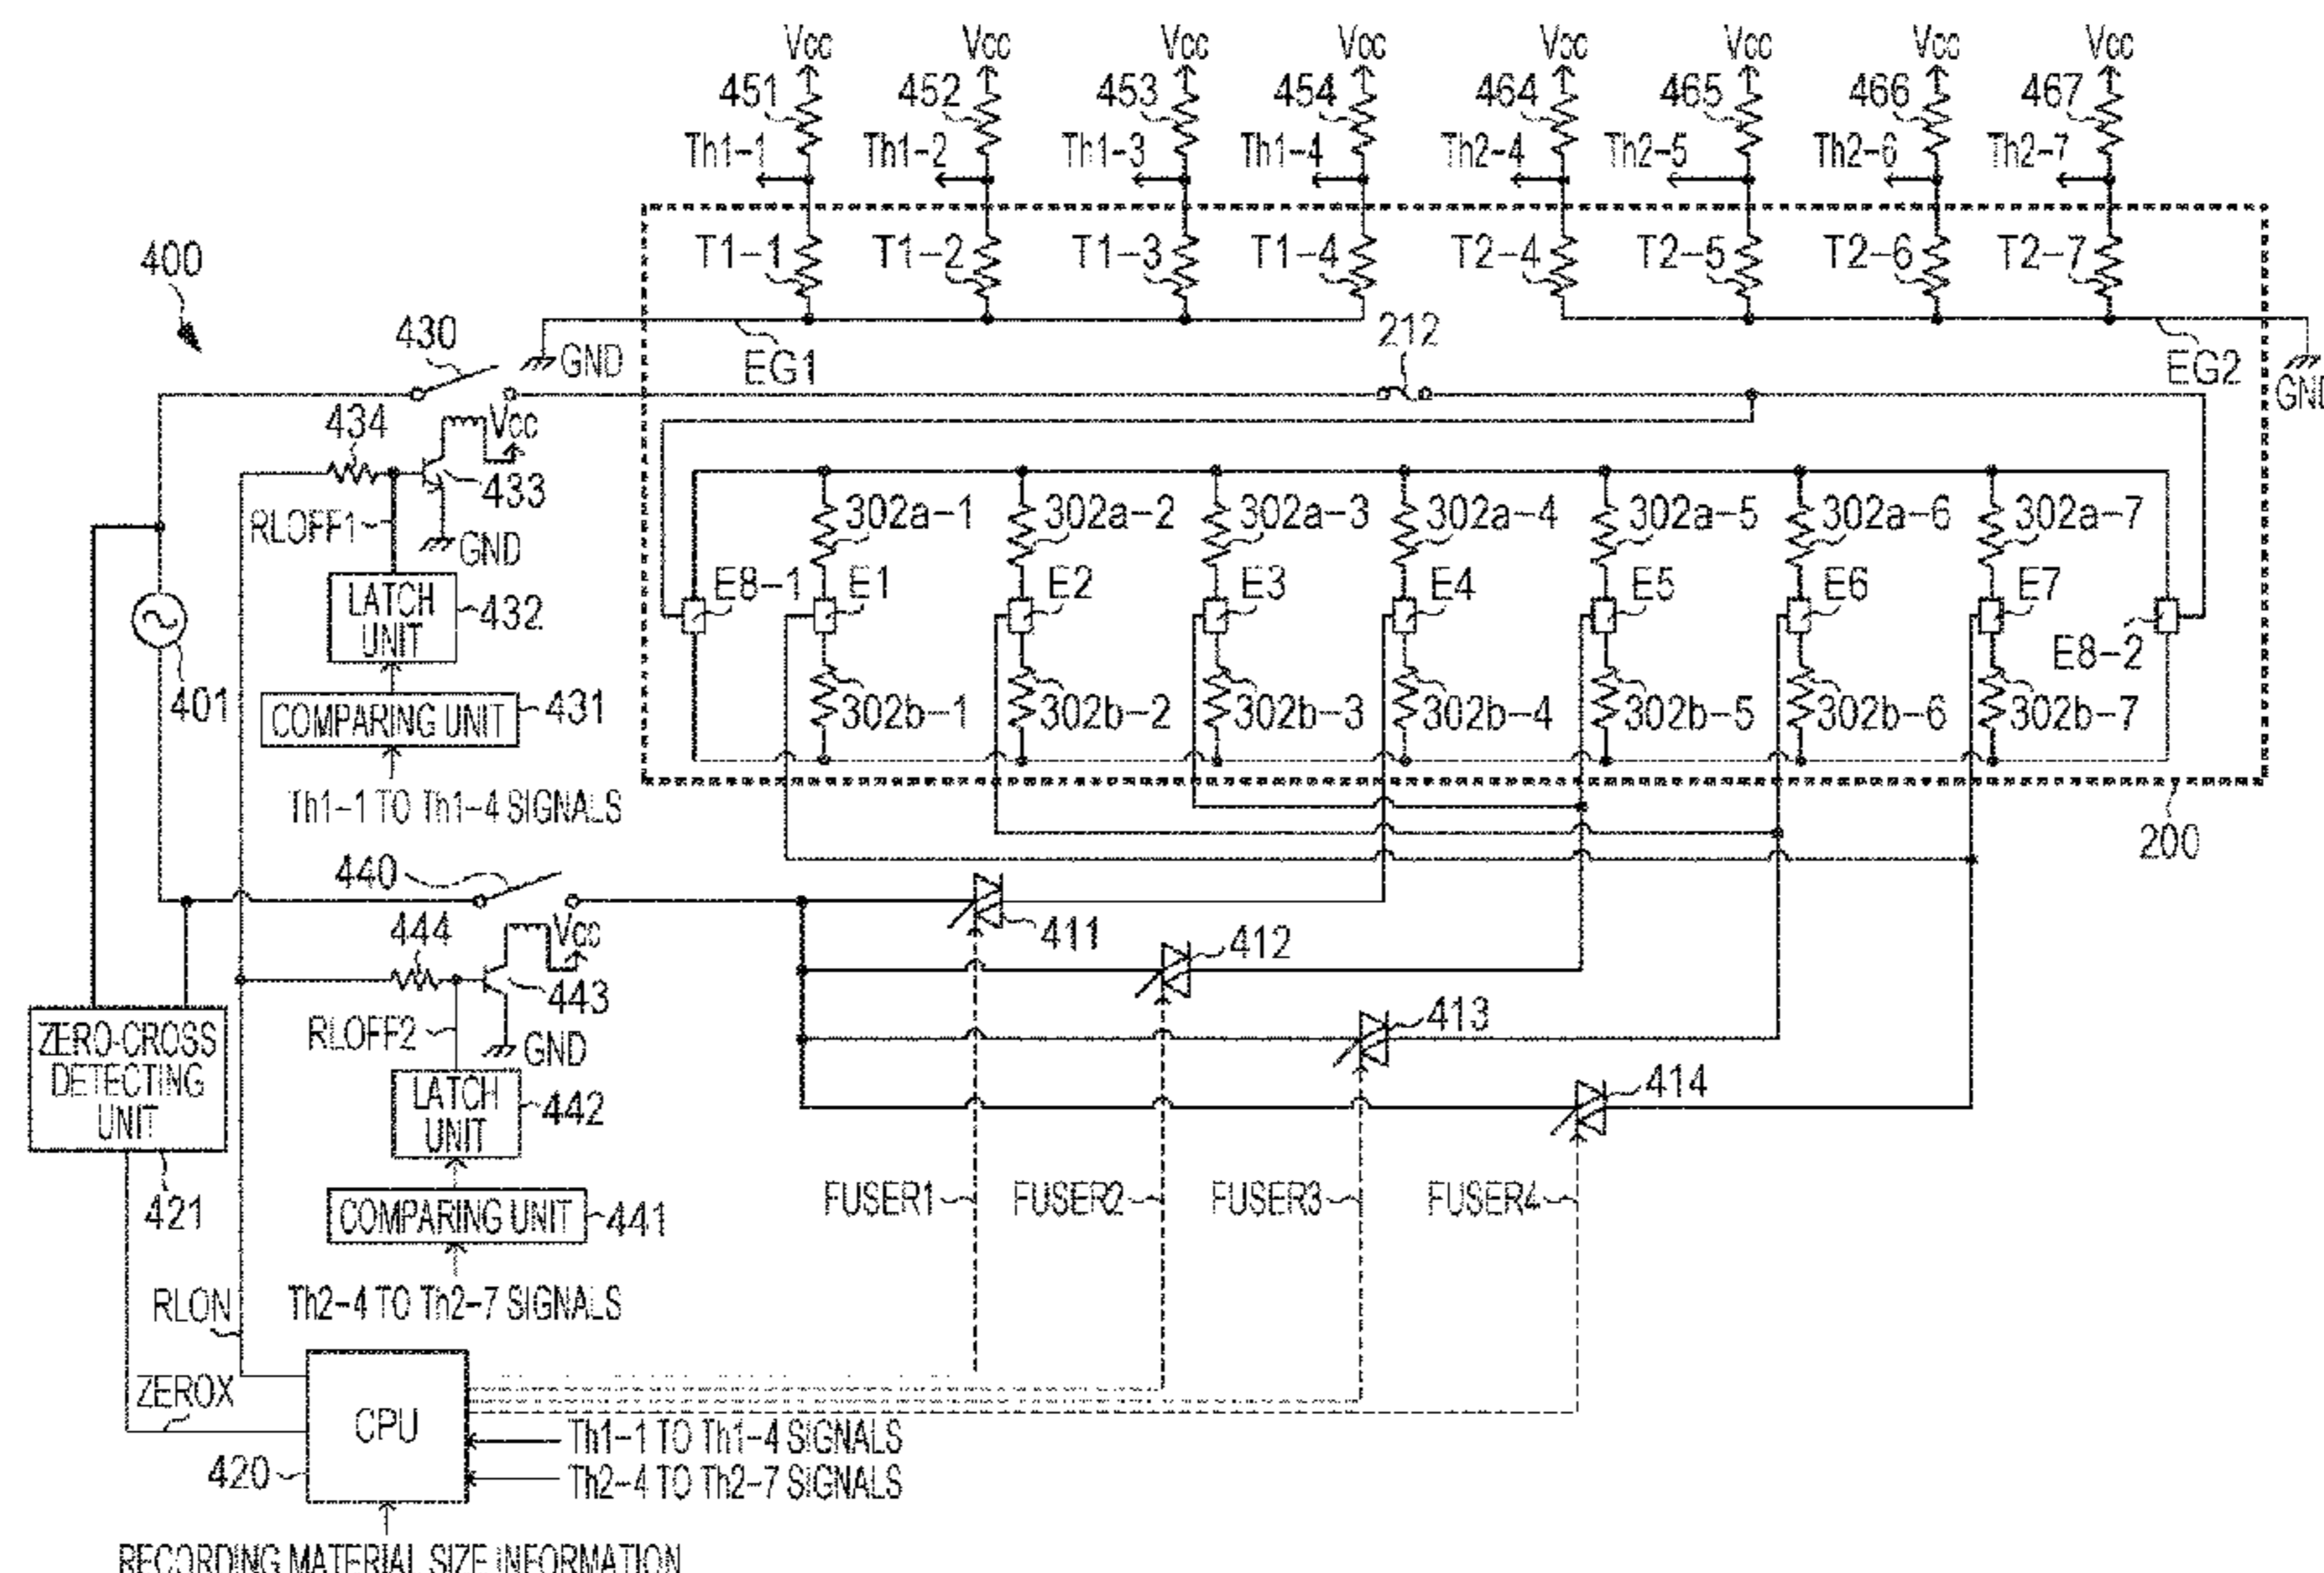 Vcc Vcc Vcc Vcc Vcc Vcc Vcc Vcc
451 452 453 454 464 465 466 467
Th1-1 Th1-2 Th1-3 Th1-4 Th2-4 Th2-5 Th2-6 Th2-7
T1-1 T1-2 T1-3 T1-4 T2-4 T2-5 T2-6 T2-7
400
430 GND EG1 212 EG2 GND
434 Vcc
433
RLOFF1 GND
302a-1 302a-2 302a-3 302a-4 302a-5 302a-6 302a-7
E8-1 E1 E2 E3 E4 E5 E6 E7
E8-2
LATCH
UNIT
432
401
302b-1 302b-2 302b-3 302b-4 302b-5 302b-6 302b-7
COMPARING UNIT 431
Th1-1 TO Th1-4 SIGNALS
200
440
444 Vcc
411 412
443
RLOFF2 GND
413
ZERO-CROSS
DETECTING
UNIT
421
LATCH
UNIT
442
414
FUSER1 FUSER2 FUSER3 FUSER4
COMPARING UNIT 441
RLON
Th2-4 TO Th2-7 SIGNALS
ZEROX
CPU
420
Th1-1 TO Th1-4 SIGNALS
Th2-4 TO Th2-7 SIGNALS
RECORDING MATERIAL SIZE INFORMATION